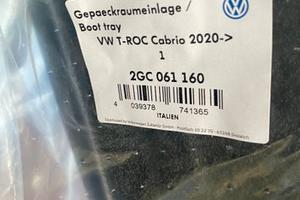 Gepaeckraumeinlage /
Boot tray
VW T-ROC Cabrio 2020->
1
2GC 061 160
4 039378 741365
ITALIEN